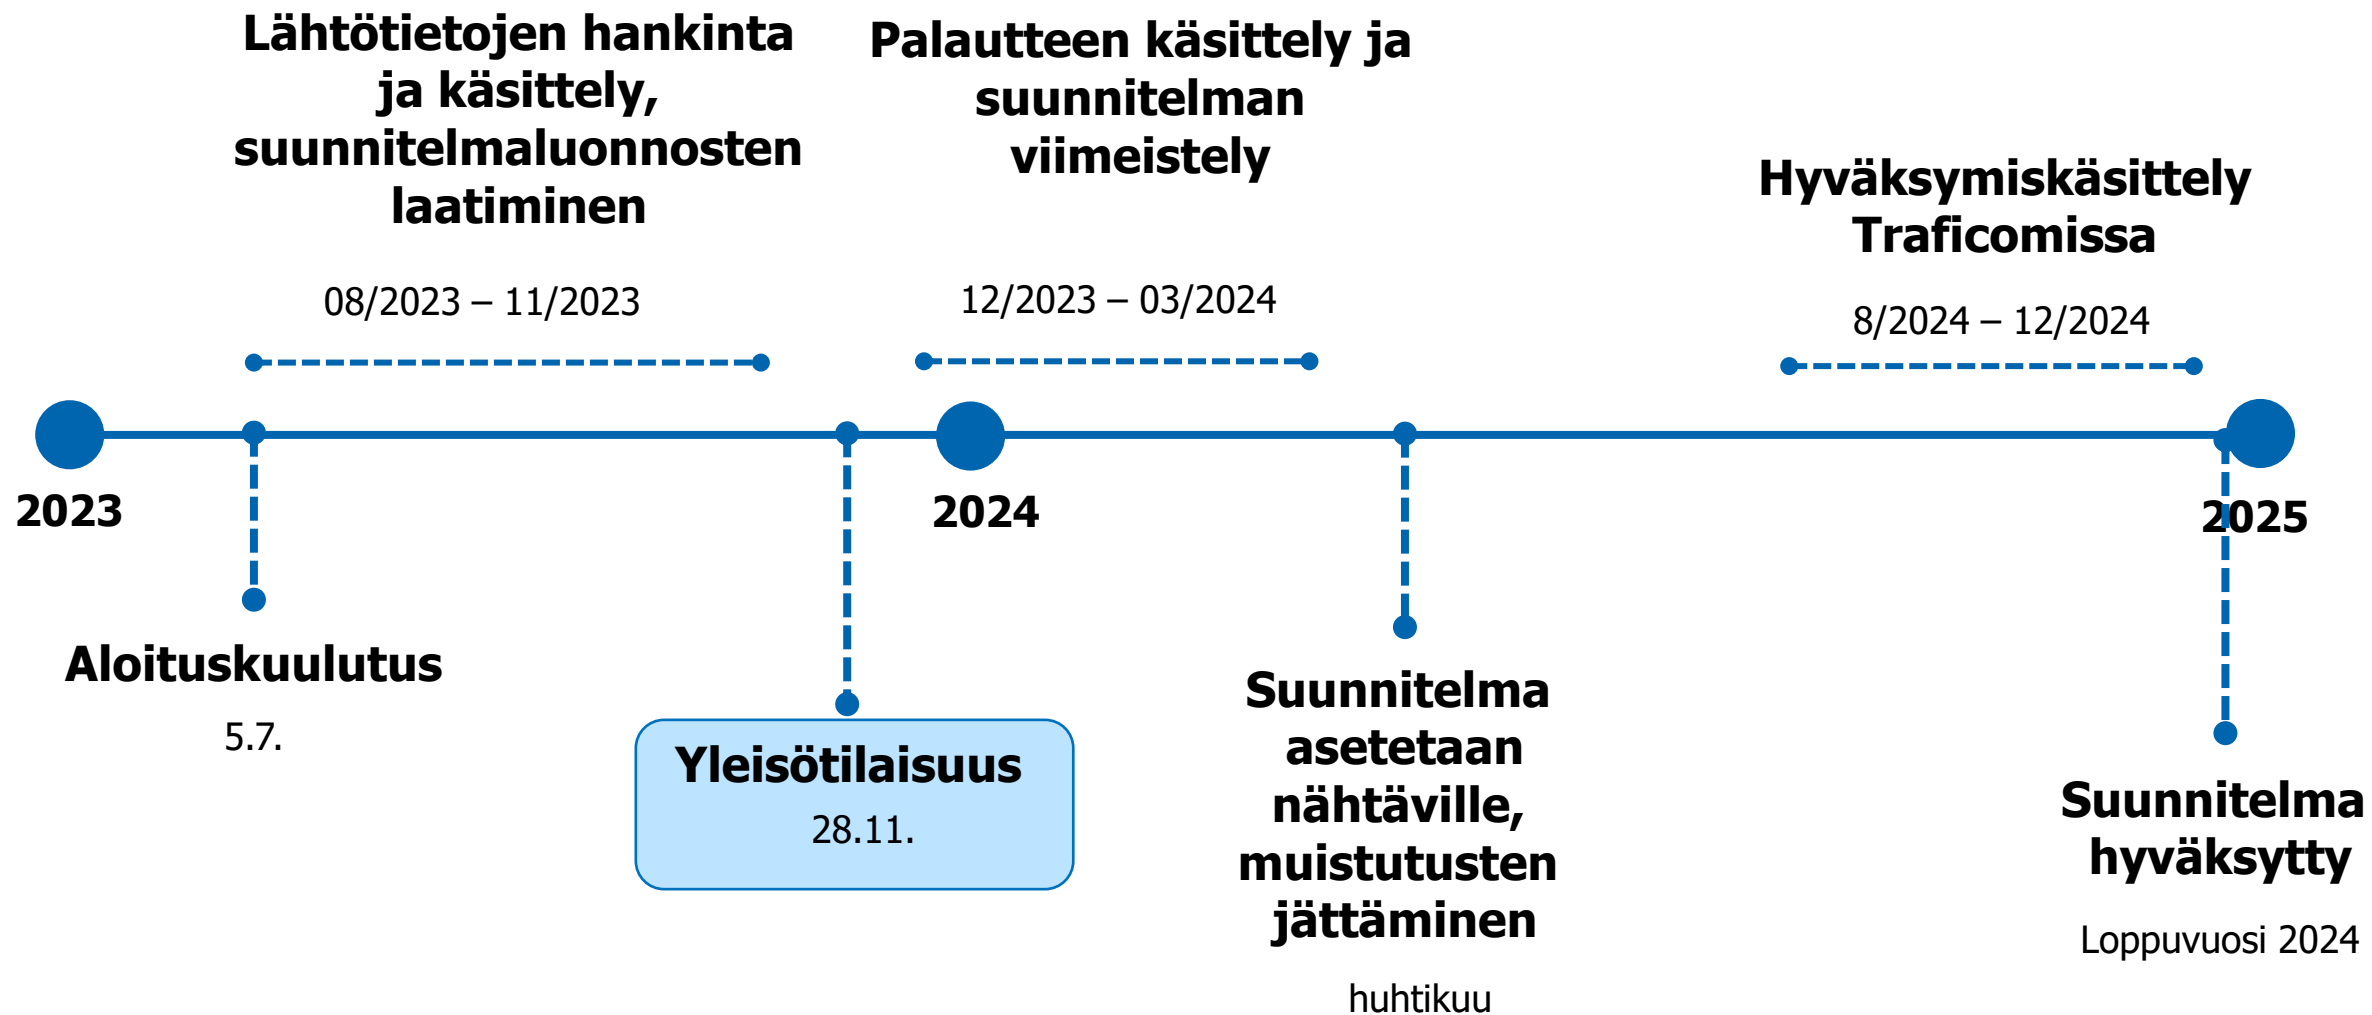 Lähtötietojen hankinta
ja käsittely,
suunnitelmaluonnosten
laatiminen
08/2023 – 11/2023
Palautteen käsittely ja
suunnitelman
viimeistely
12/2023 – 03/2024
Hyväksymiskäsittely
Traficomissa
8/2024 – 12/2024
2023
2024
2025
Aloituskuulutus
5.7.
Yleisötilaisuus
28.11.
Suunnitelma
asetetaan
nähtäville,
muistutusten
jättäminen
huhtikuu
Suunnitelma
hyväksytty
Loppuvuosi 2024